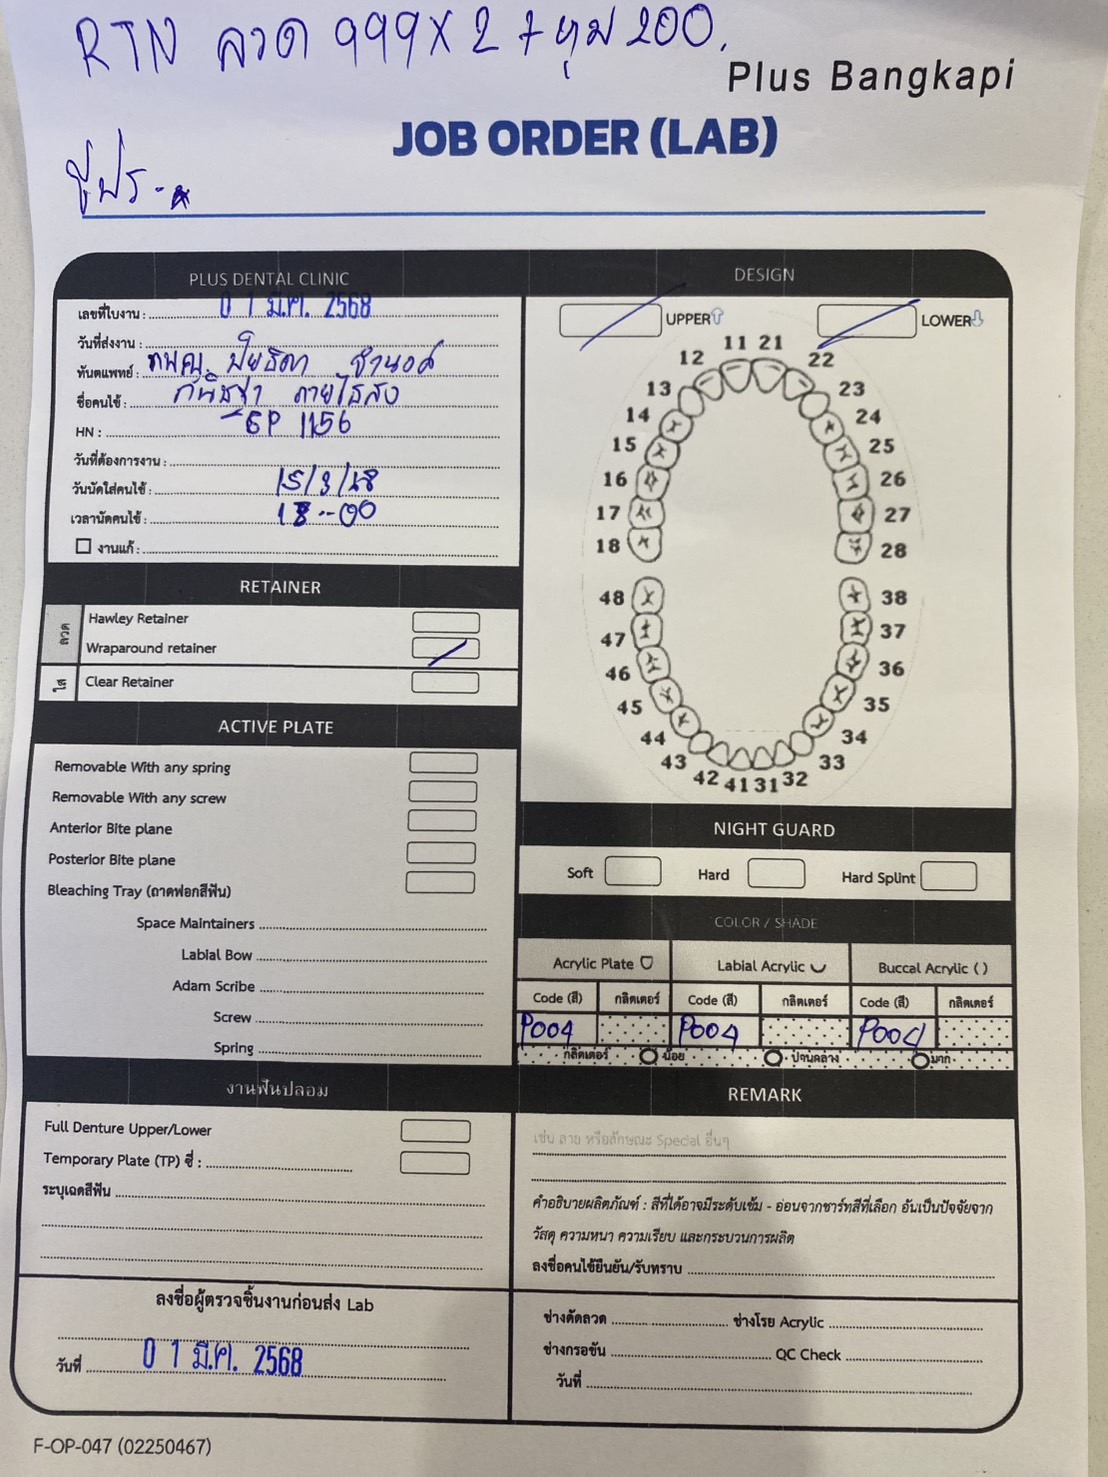 RTN ลวด 999 X 2 + ทุม 200.
Plus Bangkapi
JOB ORDER (LAB)
PLUS DENTAL CLINIC
เลขที่ใบงาน :
0 1 มี.ค. 2568
วันที่ส่งงาน :
ทันตแพทย์ : ทพญ. ปิยธิดา
ชื่อคนไข้ :
HN : GP 1156
วันที่ต้องการงาน :
วันนัดใส่คนไข้ : 15/3/68
เวลานัดคนไข้ : 18.00
งานแก้ :
DESIGN
UPPER
LOWER
11 21
12 22
13 23
14 24
15 25
16 26
17 27
18 28
48 38
47 37
46 36
45 35
44 34
43 33
42 41 31 32
RETAINER
ลวด
Hawley Retainer
Wraparound retainer
ใส
Clear Retainer
ACTIVE PLATE
Removable With any spring
Removable With any screw
Anterior Bite plane
Posterior Bite plane
Bleaching Tray (ถาดฟอกสีฟัน)
Space Maintainers
Labial Bow
Adam Scribe
Screw
Spring
NIGHT GUARD
Soft Hard Hard Splint
COLOR / SHADE
Acrylic Plate Labial Acrylic Buccal Acrylic ( )
Code (สี) กลิตเตอร์ Code (สี) กลิตเตอร์ Code (สี) กลิตเตอร์
P004 P004 P004
กลิตเตอร์ น้อย ปานกลาง มาก
งานฟันปลอม
Full Denture Upper/Lower
Temporary Plate (TP) ซี่ :
ระบุเฉดสีฟัน
REMARK
เช่น ลาย หรือลักษณะ Special อื่นๆ
คำอธิบายผลิตภัณฑ์ : สีที่ได้อาจมีระดับเข้ม - อ่อนจากชาร์ทสีที่เลือก อันเป็นปัจจัยจาก
วัสดุ ความหนา ความเรียบ และกระบวนการผลิต
ลงชื่อคนไข้ยืนยัน/รับทราบ
ลงชื่อผู้ตรวจชิ้นงานก่อนส่ง Lab
วันที่ 0 1 มี.ค. 2568
ช่างดัดลวด ช่างโรย Acrylic
ช่างกรอขัน QC Check
วันที่
F-OP-047 (02250467)